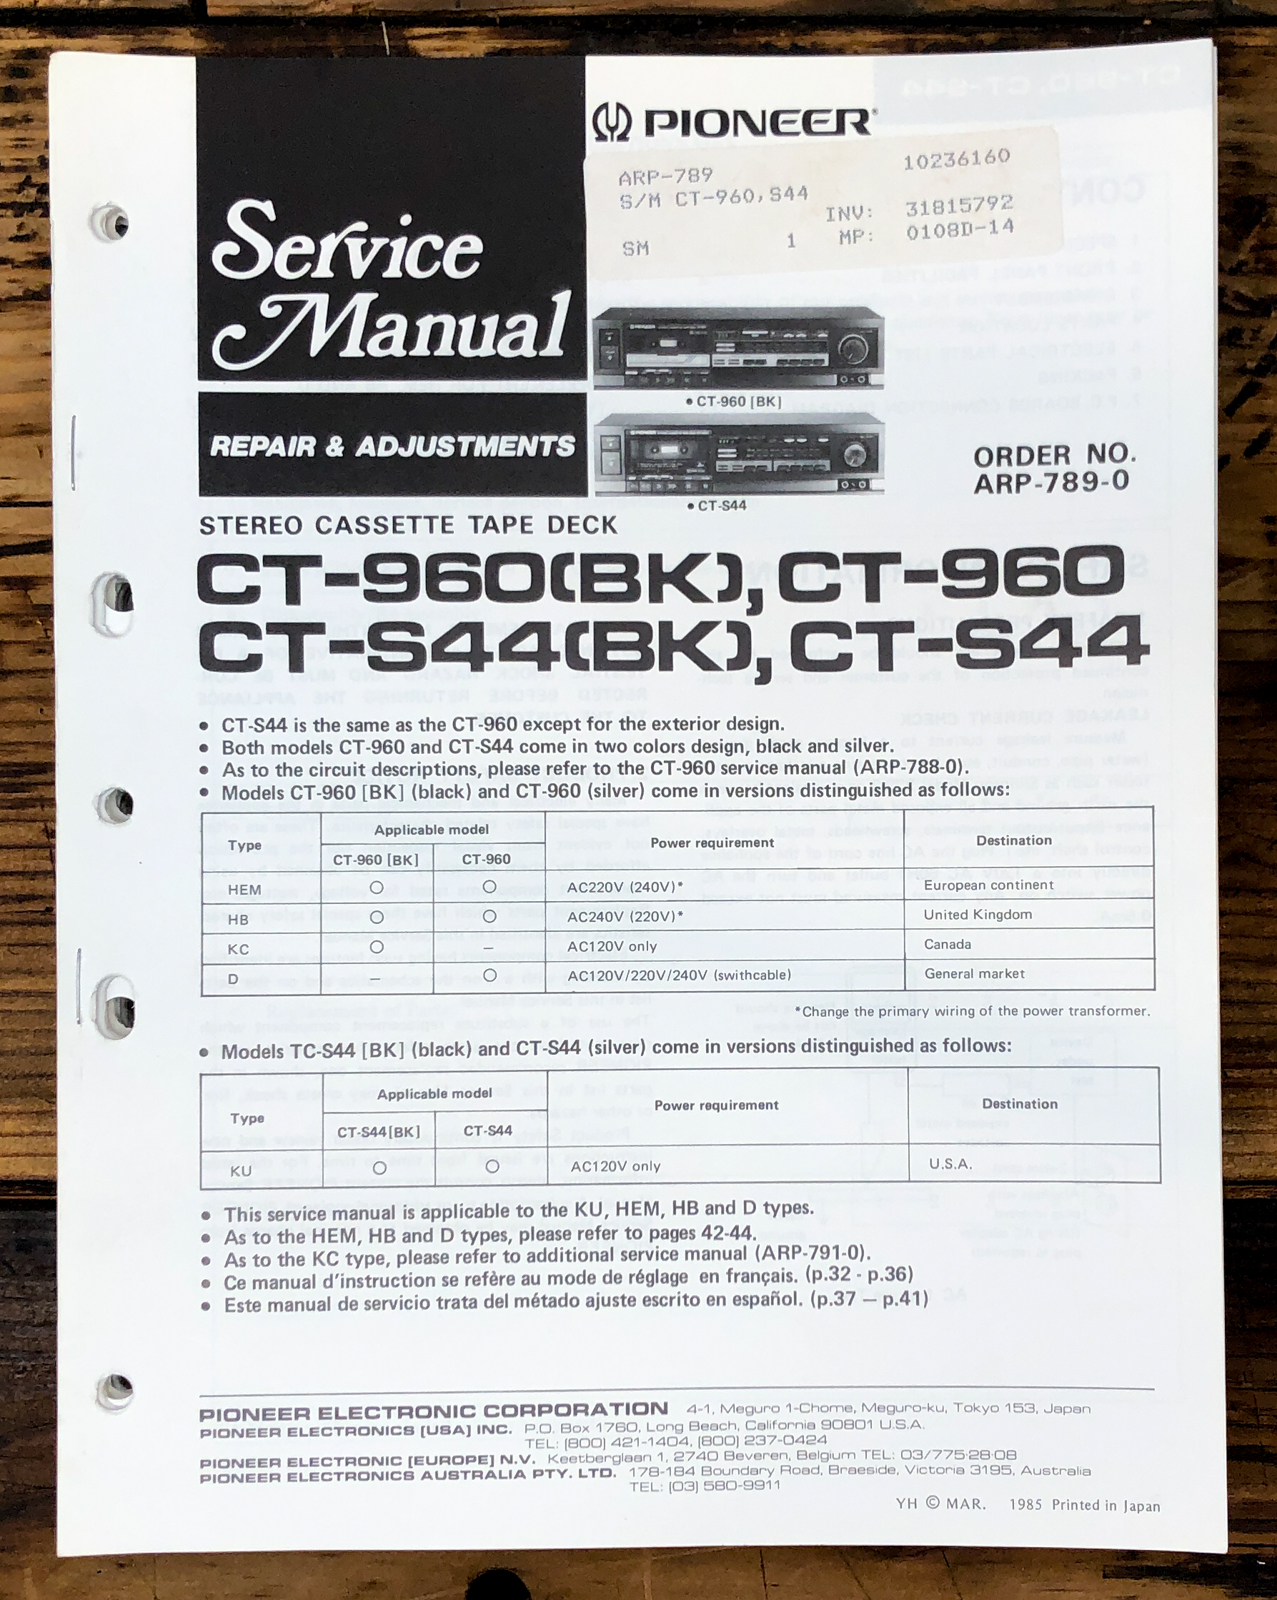 PIONEER
ARP-789 10236160
S/M CT-960,S44
INV: 31815792
SM 1 MP: 0108D-14
Service
Manual
• CT-960 [BK]
REPAIR & ADJUSTMENTS
• CT-S44
ORDER NO.
ARP-789-0
STEREO CASSETTE TAPE DECK
CT-960(BK), CT-960
CT-S44(BK), CT-S44
• CT-S44 is the same as the CT-960 except for the exterior design.
• Both models CT-960 and CT-S44 come in two colors design, black and silver.
• As to the circuit descriptions, please refer to the CT-960 service manual (ARP-788-0).
• Models CT-960 [BK] (black) and CT-960 (silver) come in versions distinguished as follows:
Type Applicable model Power requirement Destination
CT-960 [BK] CT-960
HEM ○ ○ AC220V (240V)* European continent
HB ○ ○ AC240V (220V)* United Kingdom
KC ○ – AC120V only Canada
D – ○ AC120V/220V/240V (swithcable) General market
*Change the primary wiring of the power transformer.
• Models TC-S44 [BK] (black) and CT-S44 (silver) come in versions distinguished as follows:
Type Applicable model Power requirement Destination
CT-S44[BK] CT-S44
KU ○ ○ AC120V only U.S.A.
• This service manual is applicable to the KU, HEM, HB and D types.
• As to the HEM, HB and D types, please refer to pages 42-44.
• As to the KC type, please refer to additional service manual (ARP-791-0).
• Ce manual d'instruction se refère au mode de réglage en français. (p.32 - p.36)
• Este manual de servicio trata del métado ajuste escrito en español. (p.37 – p.41)
PIONEER ELECTRONIC CORPORATION 4-1, Meguro 1-Chome, Meguro-ku, Tokyo 153, Japan
PIONEER ELECTRONICS [USA] INC. P.O. Box 1760, Long Beach, California 90801 U.S.A.
TEL: [800] 421-1404, [800] 237-0424
PIONEER ELECTRONIC [EUROPE] N.V. Keetberglaan 1, 2740 Beveren, Belgium TEL: 03/775·28·08
PIONEER ELECTRONICS AUSTRALIA PTY. LTD. 178-184 Boundary Road, Braeside, Victoria 3195, Australia
TEL: [03] 580-9911
YH © MAR. 1985 Printed in Japan